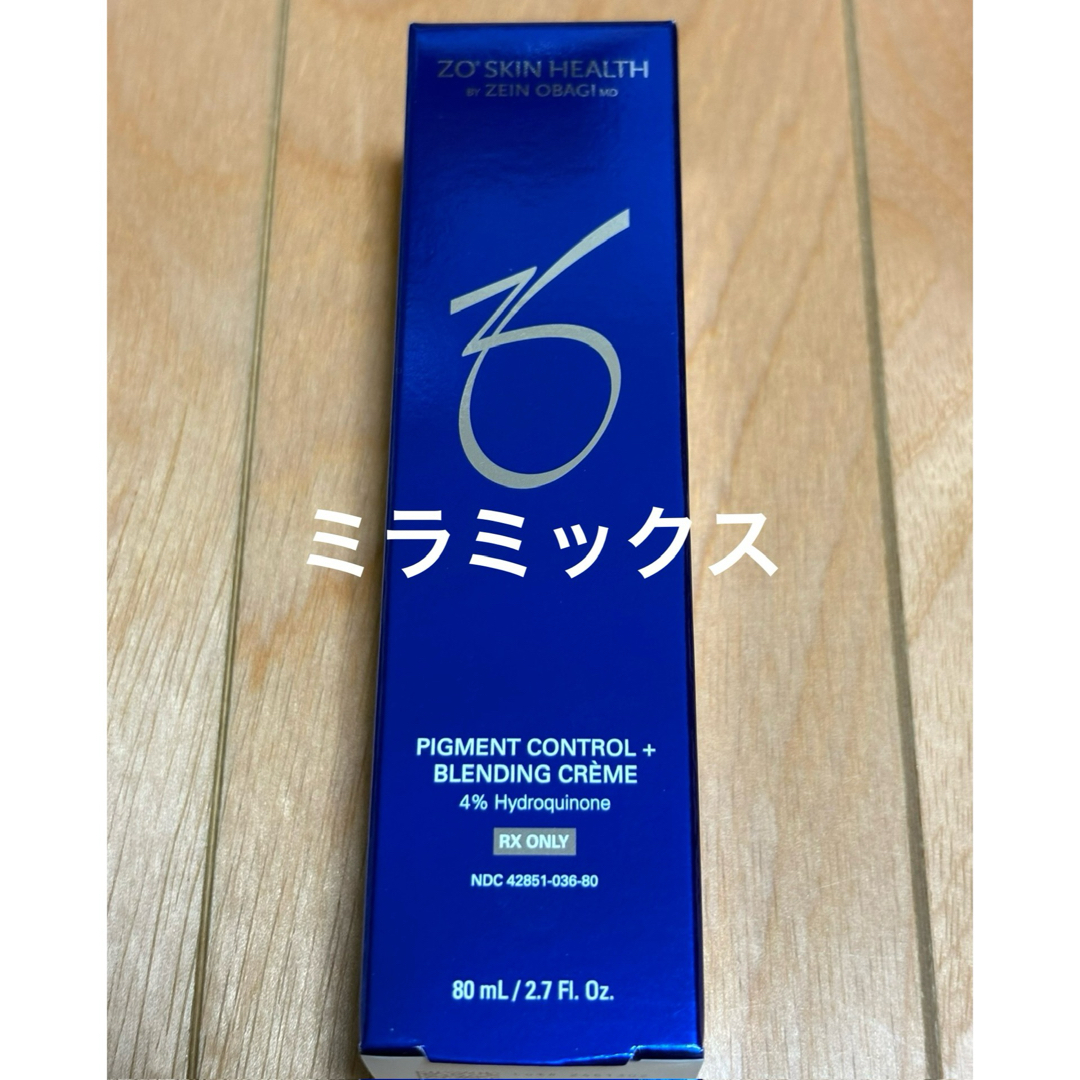 ZO® SKIN HEALTH
BY ZEIN OBAGI MD
ミラミックス
PIGMENT CONTROL +
BLENDING CRÈME
4% Hydroquinone
RX ONLY
NDC 42851-036-80
80 mL / 2.7 Fl. Oz.